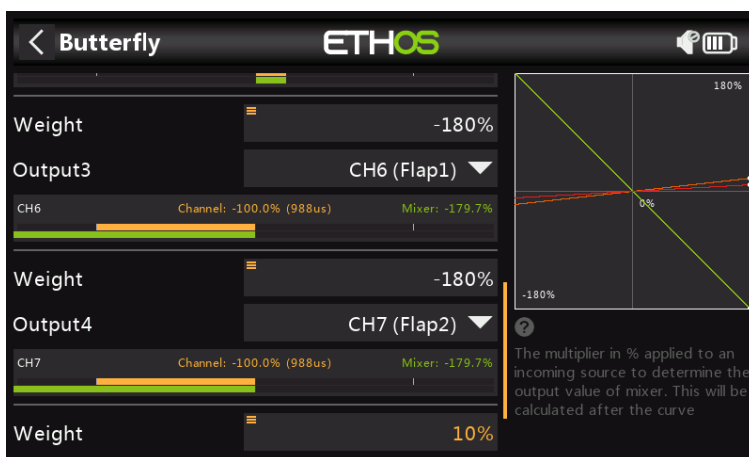 Butterfly
ETHOS
Weight
-180%
Output3
CH6 (Flap1)
CH6
Channel: -100.0% (988us)
Mixer: -179.7%
Weight
-180%
Output4
CH7 (Flap2)
CH7
Channel: -100.0% (988us)
Mixer: -179.7%
Weight
10%
180%
0%
-180%
?
The multiplier in % applied to an
incoming source to determine the
output value of mixer. This will be
calculated after the curve